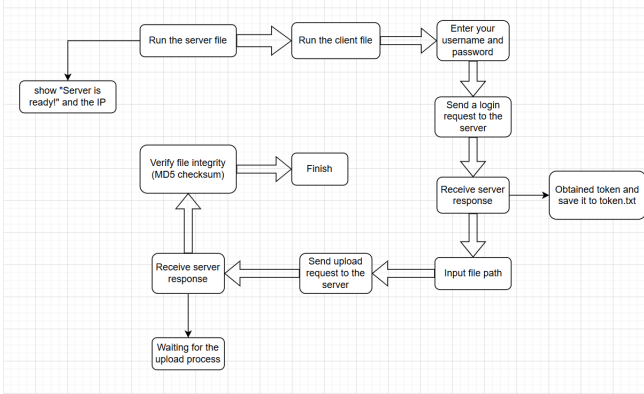 Run the server file
Run the client file
Enter your
username and
password
show "Server is
ready!" and the IP
Send a login
request to the
server
Verify file integrity
(MD5 checksum)
Finish
Receive server
response
Obtained token and
save it to token.txt
Receive server
response
Send upload
request to the
server
Input file path
Waiting for the
upload process